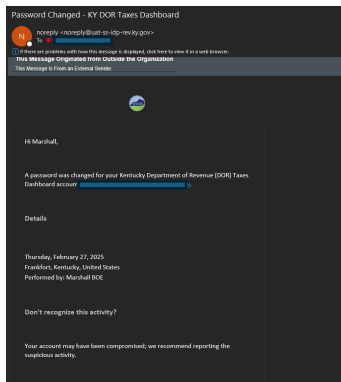 Password Changed - KY DOR Taxes Dashboard
N
noreply <noreply@uat-ss-idp-rev.ky.gov>
To
If there are problems with how this message is displayed, click here to view it in a web browser.
This Message Originated from Outside the Organization
This Message is From an External Sender.
Hi Marshall,
A password was changed for your Kentucky Department of Revenue (DOR) Taxes
Dashboard account
Details
Thursday, February 27, 2025
Frankfort, Kentucky, United States
Performed by: Marshall BOE
Don't recognize this activity?
Your account may have been compromised; we recommend reporting the
suspicious activity.